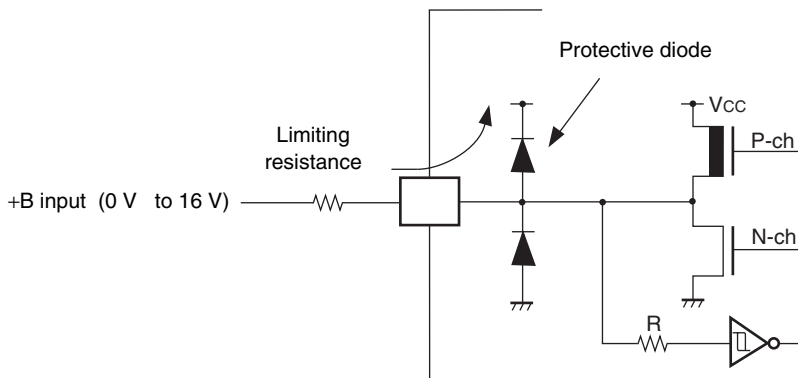 Protective diode
VCC
Limiting
resistance
P-ch
+B input (0 V to 16 V)
N-ch
R